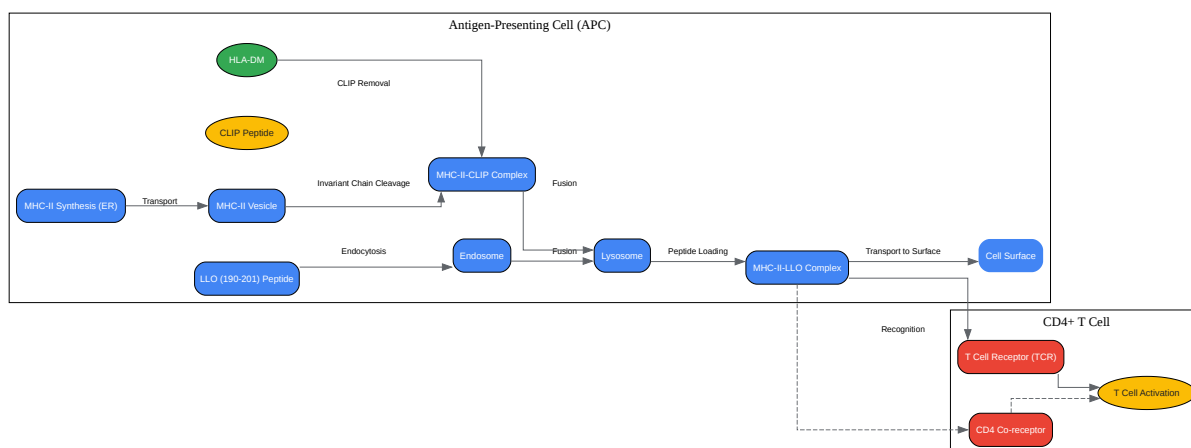 Antigen-Presenting Cell (APC)
HLA-DM
CLIP Removal
CLIP Peptide
MHC-II-CLIP Complex
Invariant Chain Cleavage
Fusion
MHC-II Synthesis (ER)
Transport
MHC-II Vesicle
Endocytosis
Endosome
Fusion
Lysosome
Peptide Loading
MHC-II-LLO Complex
Transport to Surface
Cell Surface
LLO (190-201) Peptide
Recognition
CD4+ T Cell
T Cell Receptor (TCR)
T Cell Activation
CD4 Co-receptor